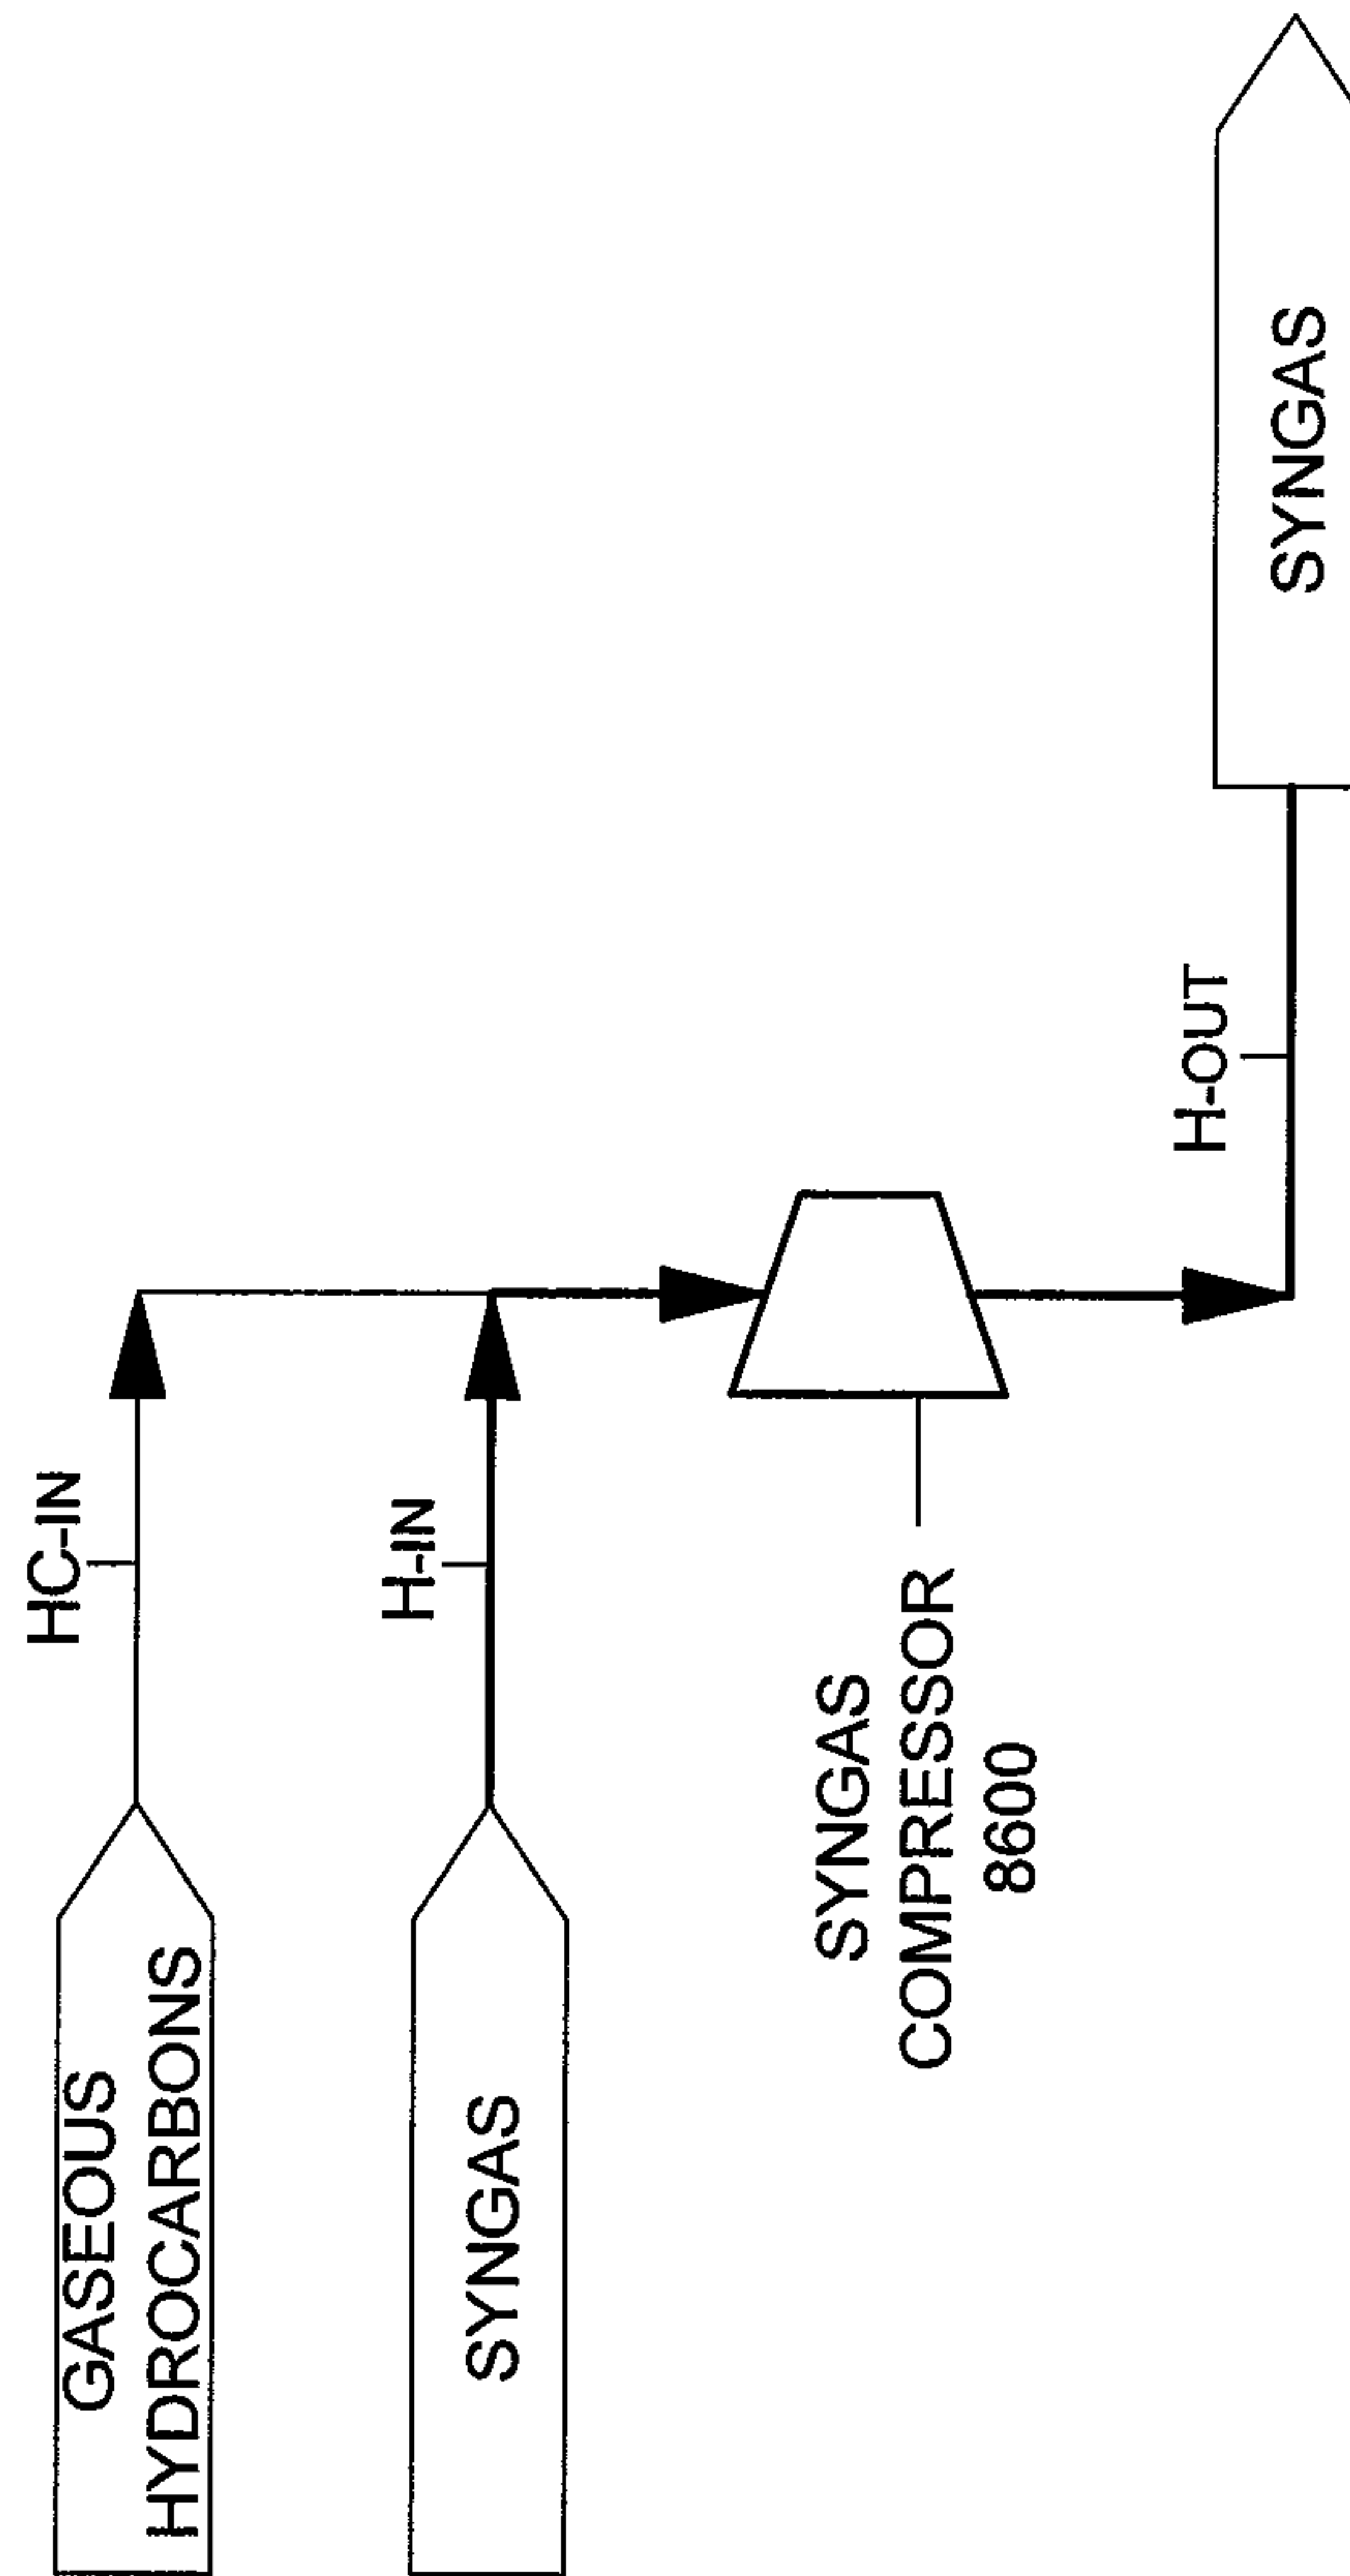 GASEOUS
HYDROCARBONS
HC-IN
SYNGAS
H-IN
SYNGAS
COMPRESSOR
8600
H-OUT
SYNGAS